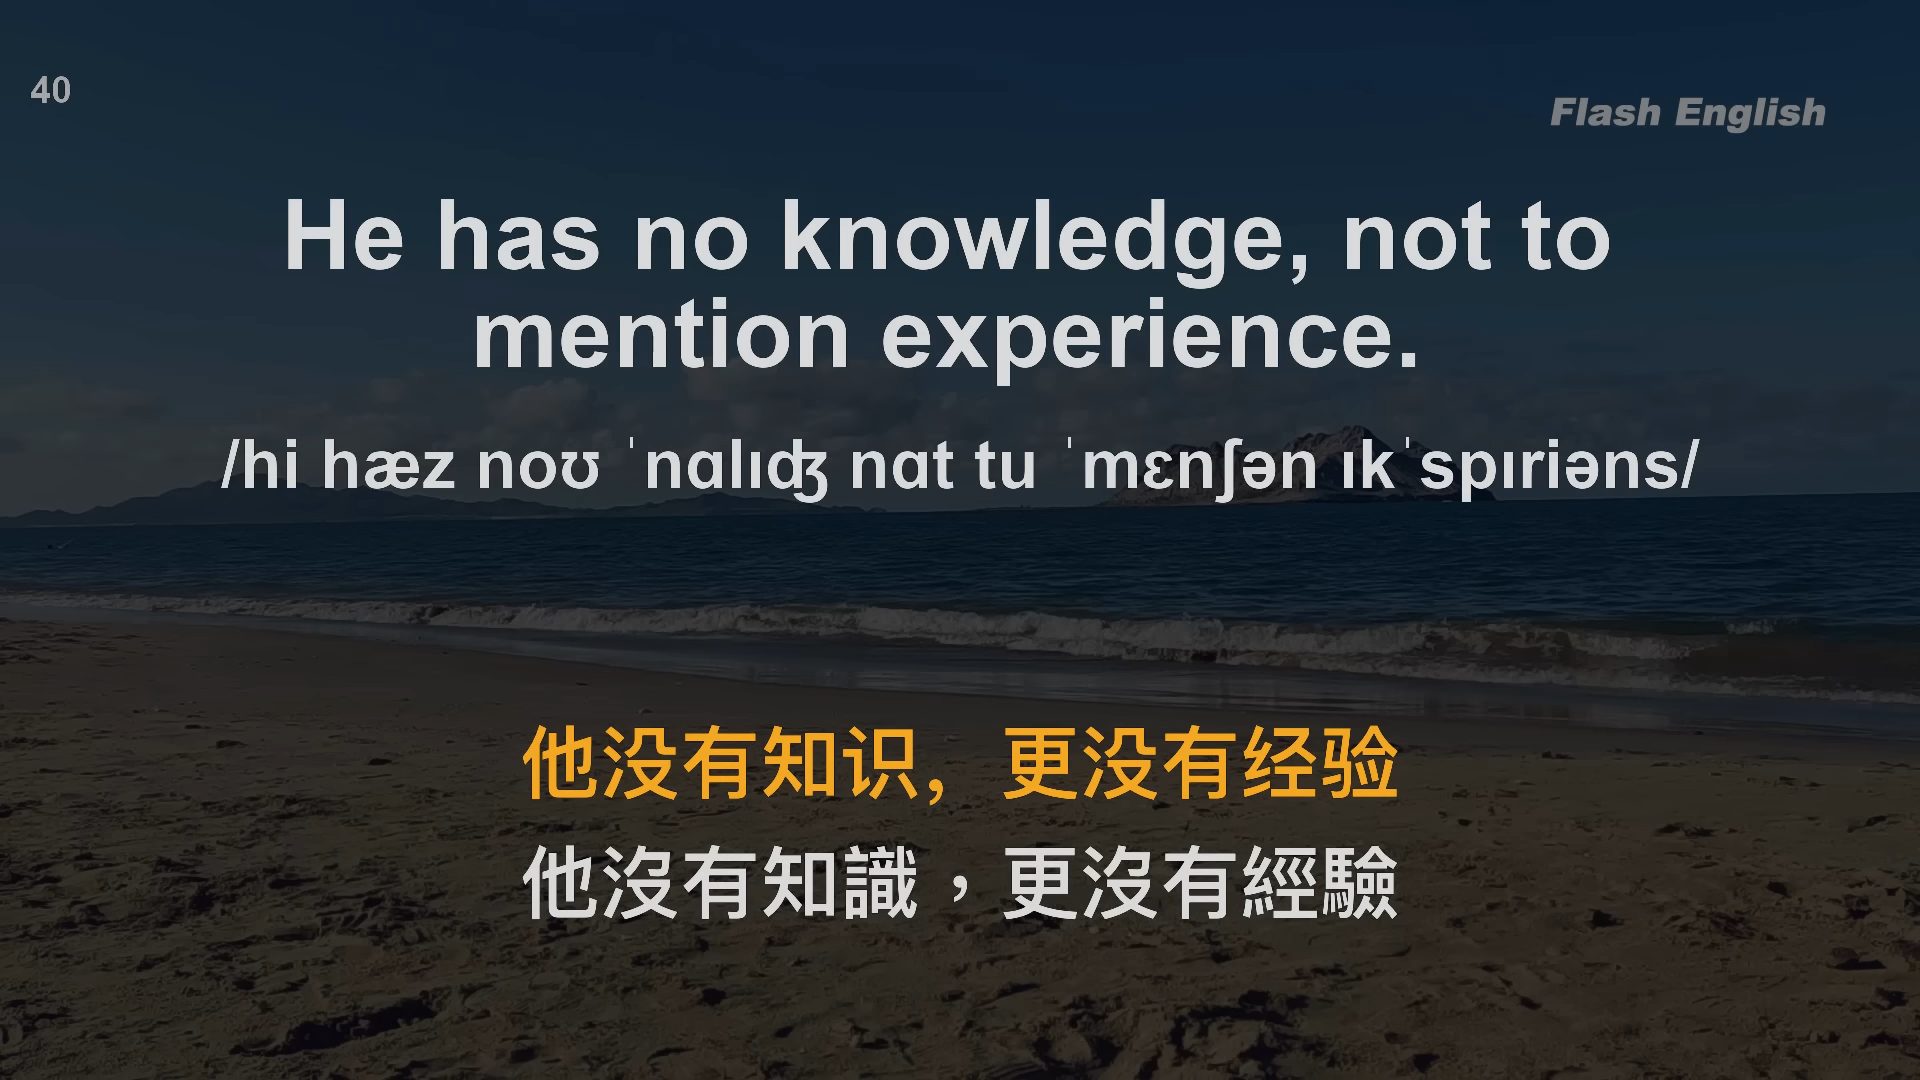 40
Flash English
He has no knowledge, not to
mention experience.
/hi hæz noʊ ˈnɑlɪʤ nɑt tu ˈmɛnʃən ɪkˈspɪriəns/
他没有知识，更没有经验
他沒有知識，更沒有經驗